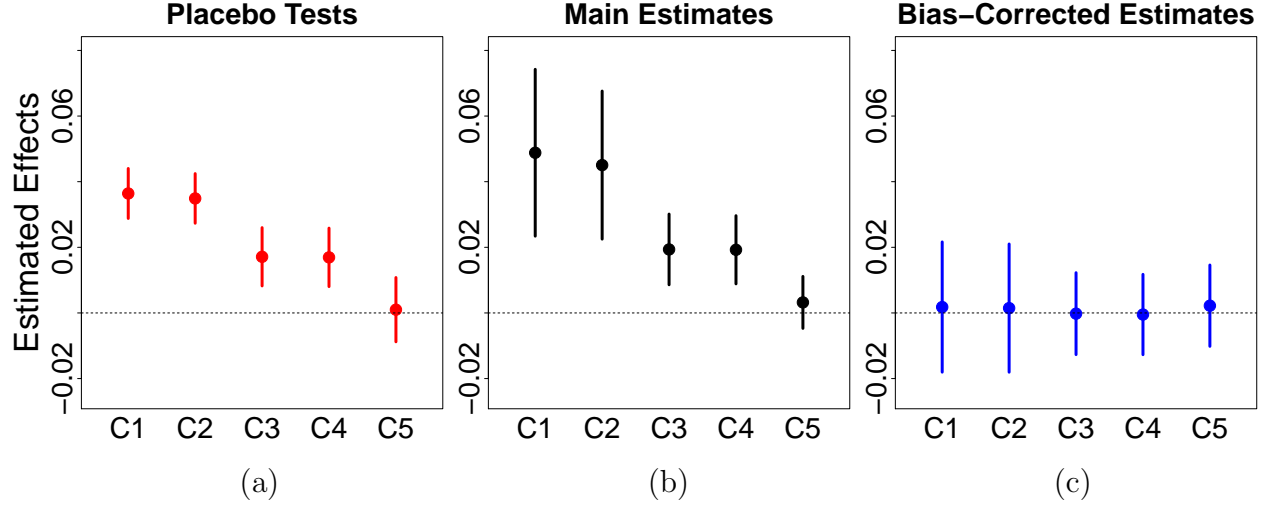 Placebo Tests
Main Estimates
Bias−Corrected Estimates
Estimated Effects
0.06
0.02
−0.02
0.06
0.02
−0.02
0.06
0.02
−0.02
C1 C2 C3 C4 C5
C1 C2 C3 C4 C5
C1 C2 C3 C4 C5
(a)
(b)
(c)